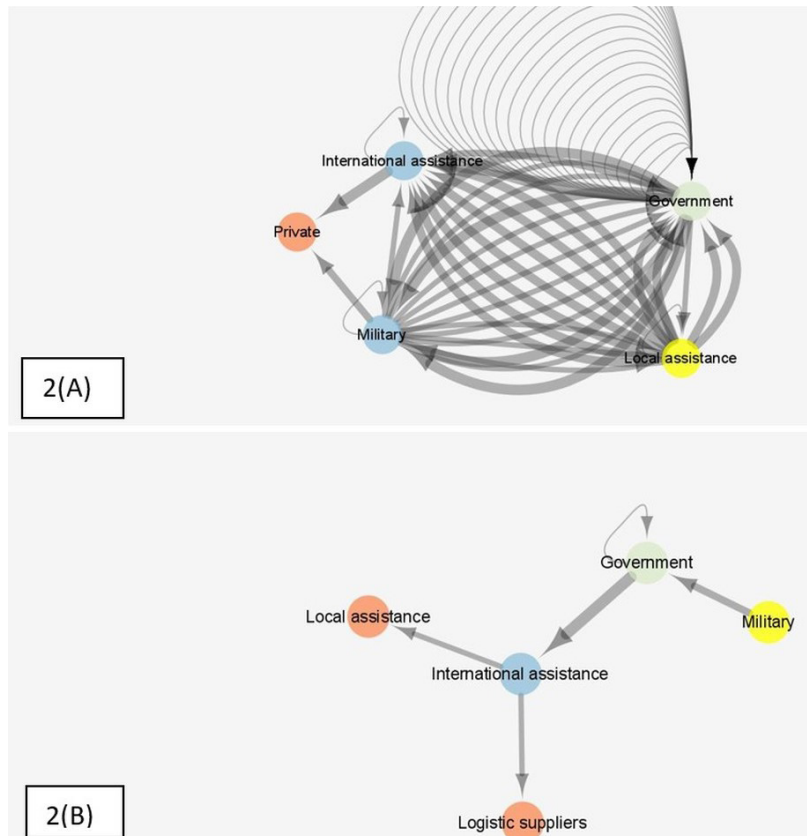 International assistance
Government
Private
Military
Local assistance
2(A)
Government
Local assistance
Military
International assistance
2(B)
Logistic suppliers